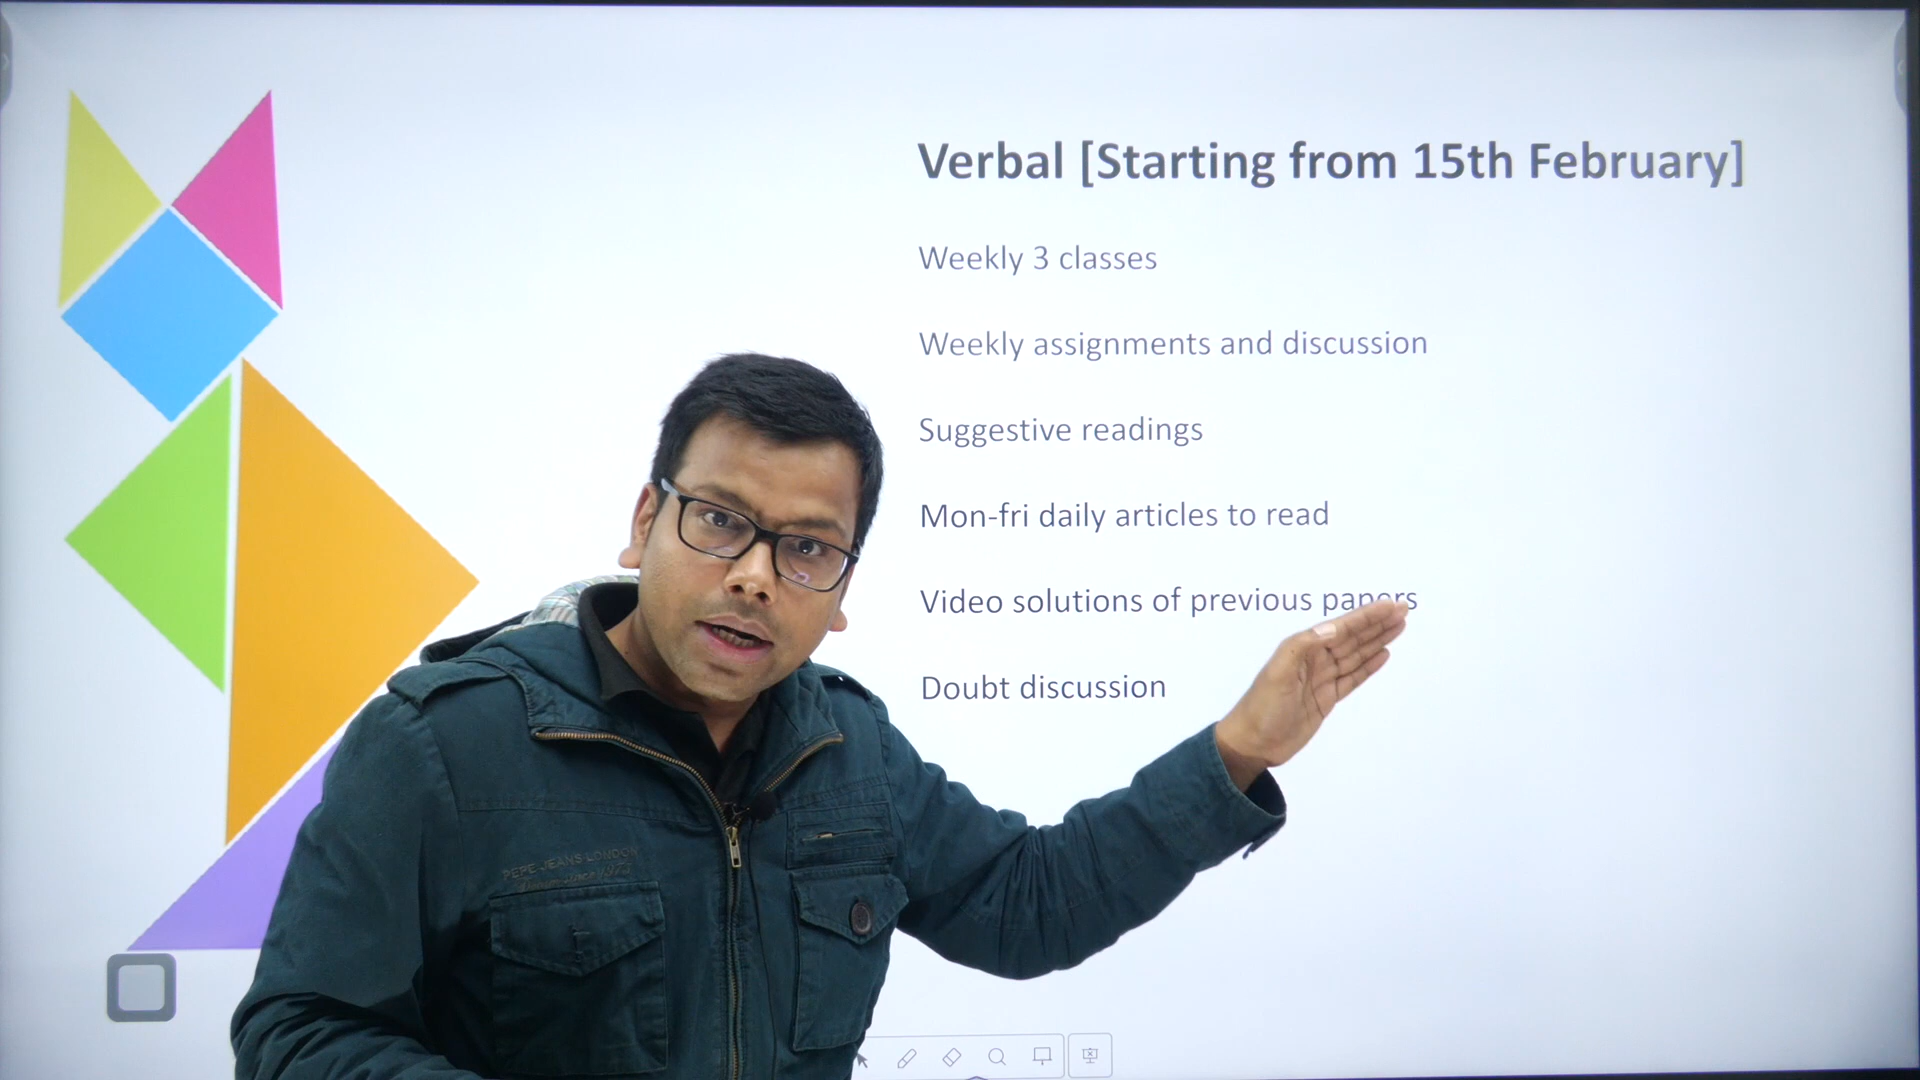 Verbal [Starting from 15th February]
Weekly 3 classes
Weekly assignments and discussion
Suggestive readings
Mon-fri daily articles to read
Video solutions of previous papers
Doubt discussion
PEPE JEANS LONDON